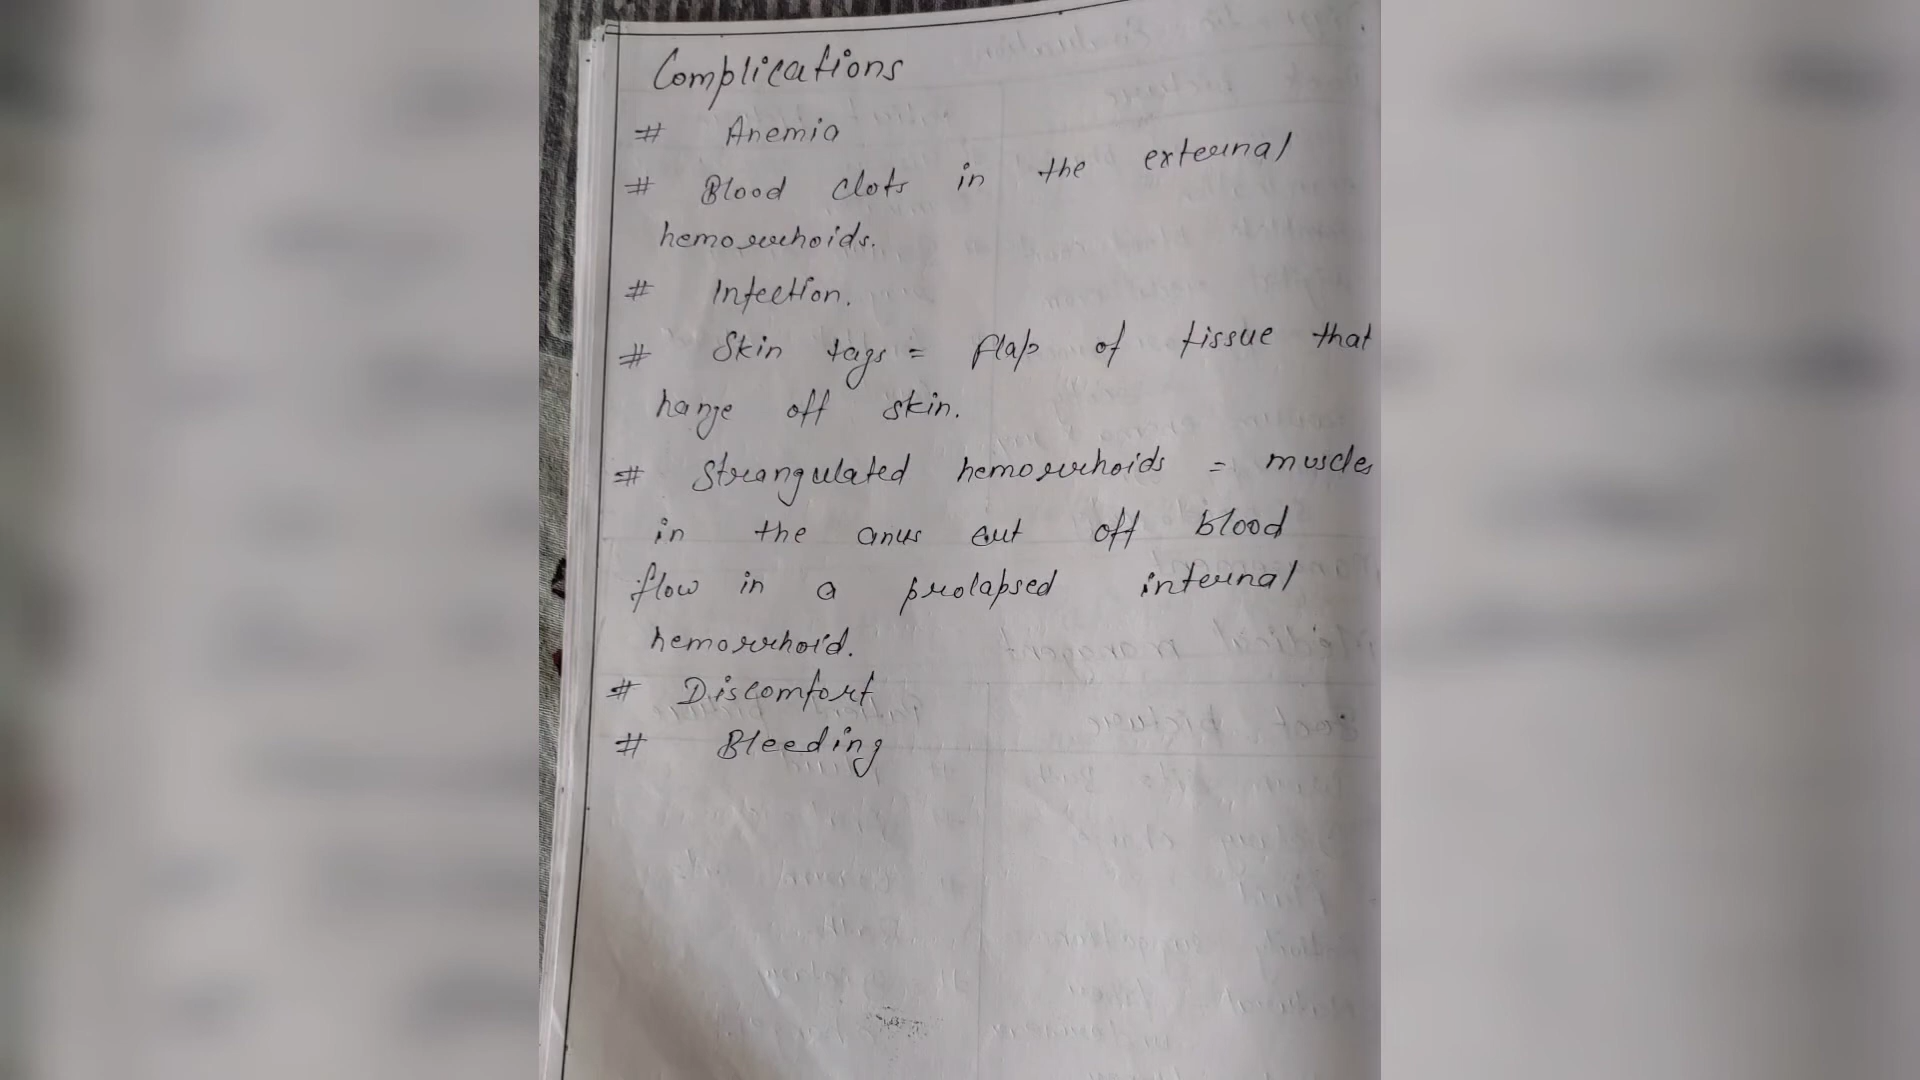 Complications
# Anemia
# Blood clots in the external
hemorrhoids.
# Infection.
# Skin tags = flap of tissue that
hange off skin.
# Strangulated hemorrhoids = muscles
in the anus cut off blood
flow in a prolapsed internal
hemorrhoid.
# Discomfort
# Bleeding